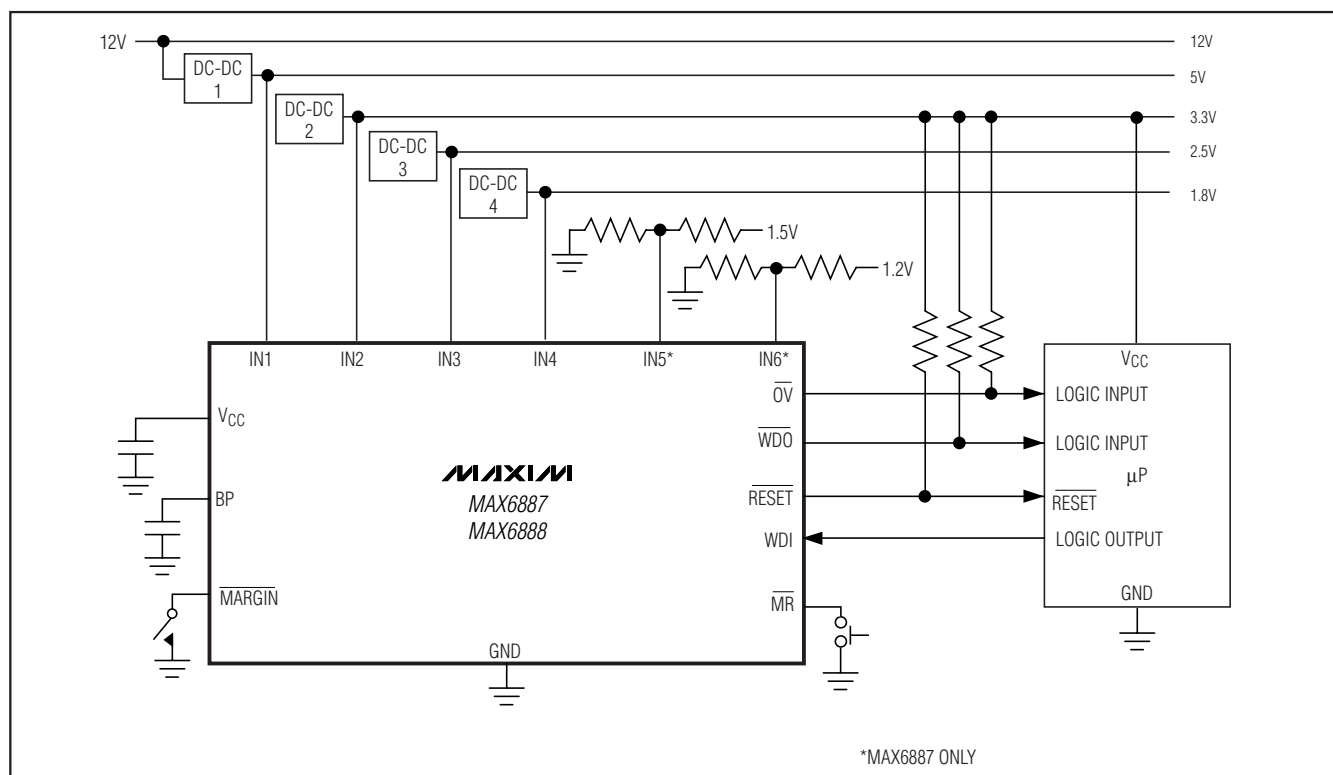 12V
12V
DC-DC
1
5V
DC-DC
2
3.3V
DC-DC
3
2.5V
DC-DC
4
1.8V
1.5V
1.2V
IN1
IN2
IN3
IN4
IN5*
IN6*
VCC
BP
MARGIN
MAXIM
MAX6887
MAX6888
GND
OV
WDO
RESET
WDI
MR
VCC
LOGIC INPUT
LOGIC INPUT
μP
RESET
LOGIC OUTPUT
GND
*MAX6887 ONLY